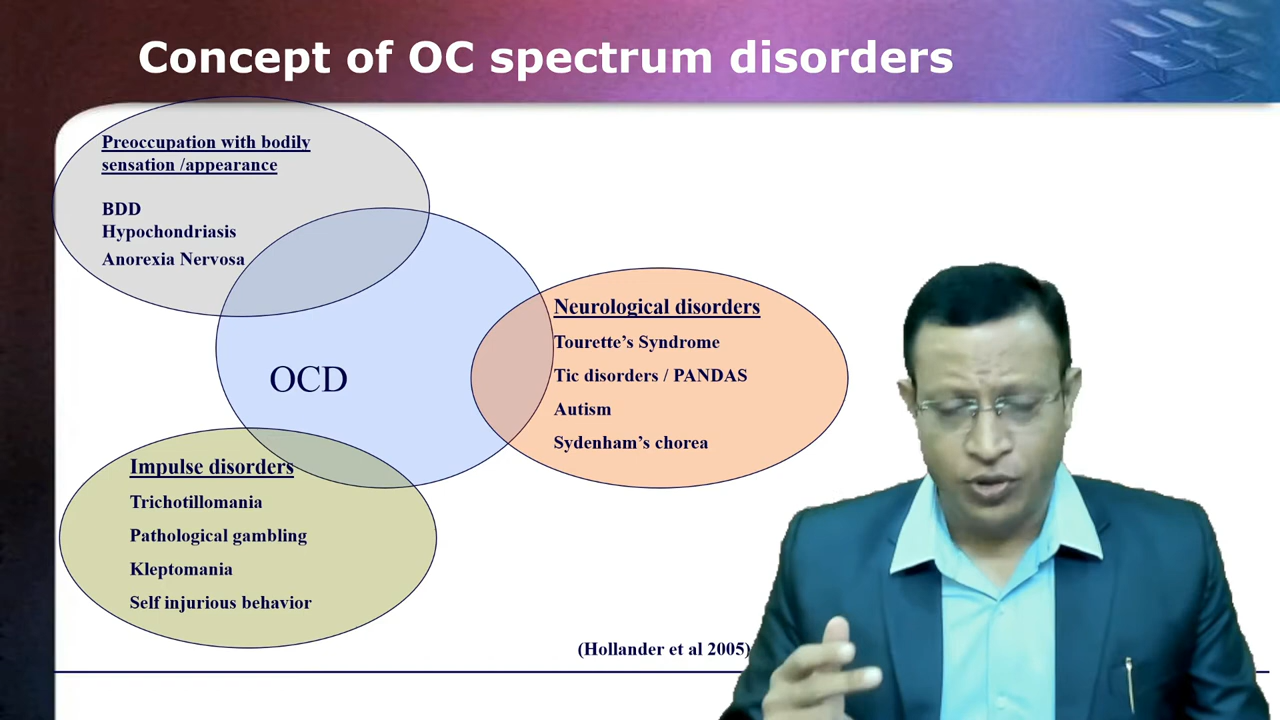 Concept of OC spectrum disorders
Preoccupation with bodily
sensation /appearance
BDD
Hypochondriasis
Anorexia Nervosa
OCD
Neurological disorders
Tourette’s Syndrome
Tic disorders / PANDAS
Autism
Sydenham’s chorea
Impulse disorders
Trichotillomania
Pathological gambling
Kleptomania
Self injurious behavior
(Hollander et al 2005)